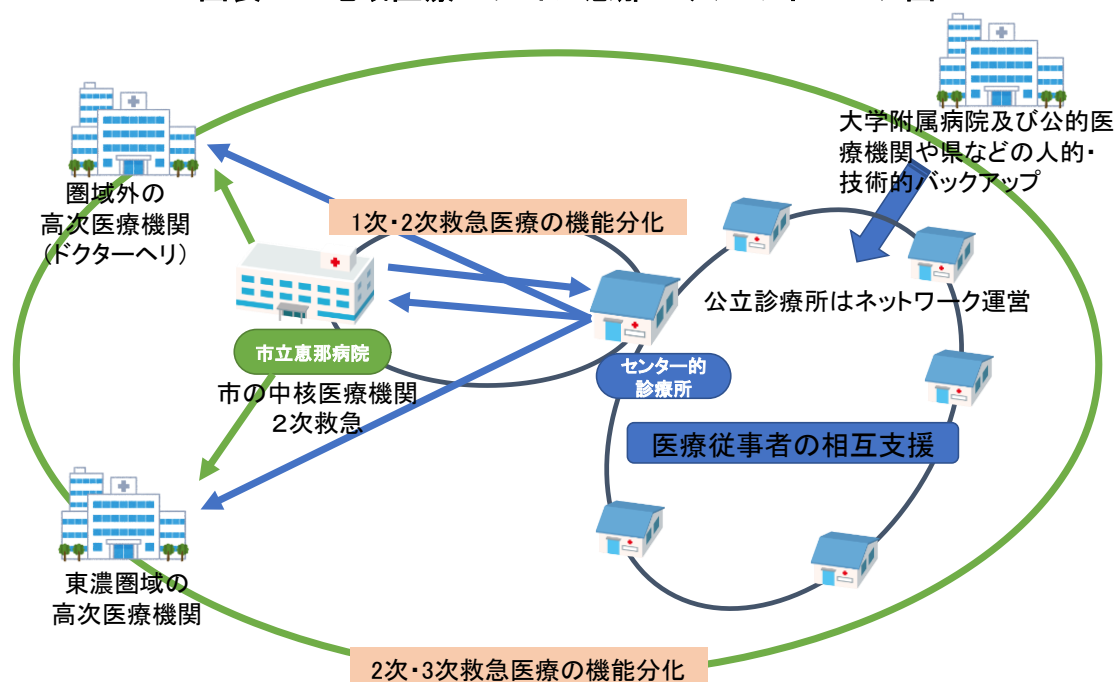 大学附属病院及び公的医
療機関や県などの人的・
技術的バックアップ
圏域外の
高次医療機関
(ドクターヘリ)
1次・2次救急医療の機能分化
公立診療所はネットワーク運営
市立恵那病院
市の中核医療機関
２次救急
センター的
診療所
医療従事者の相互支援
東濃圏域の
高次医療機関
2次・3次救急医療の機能分化